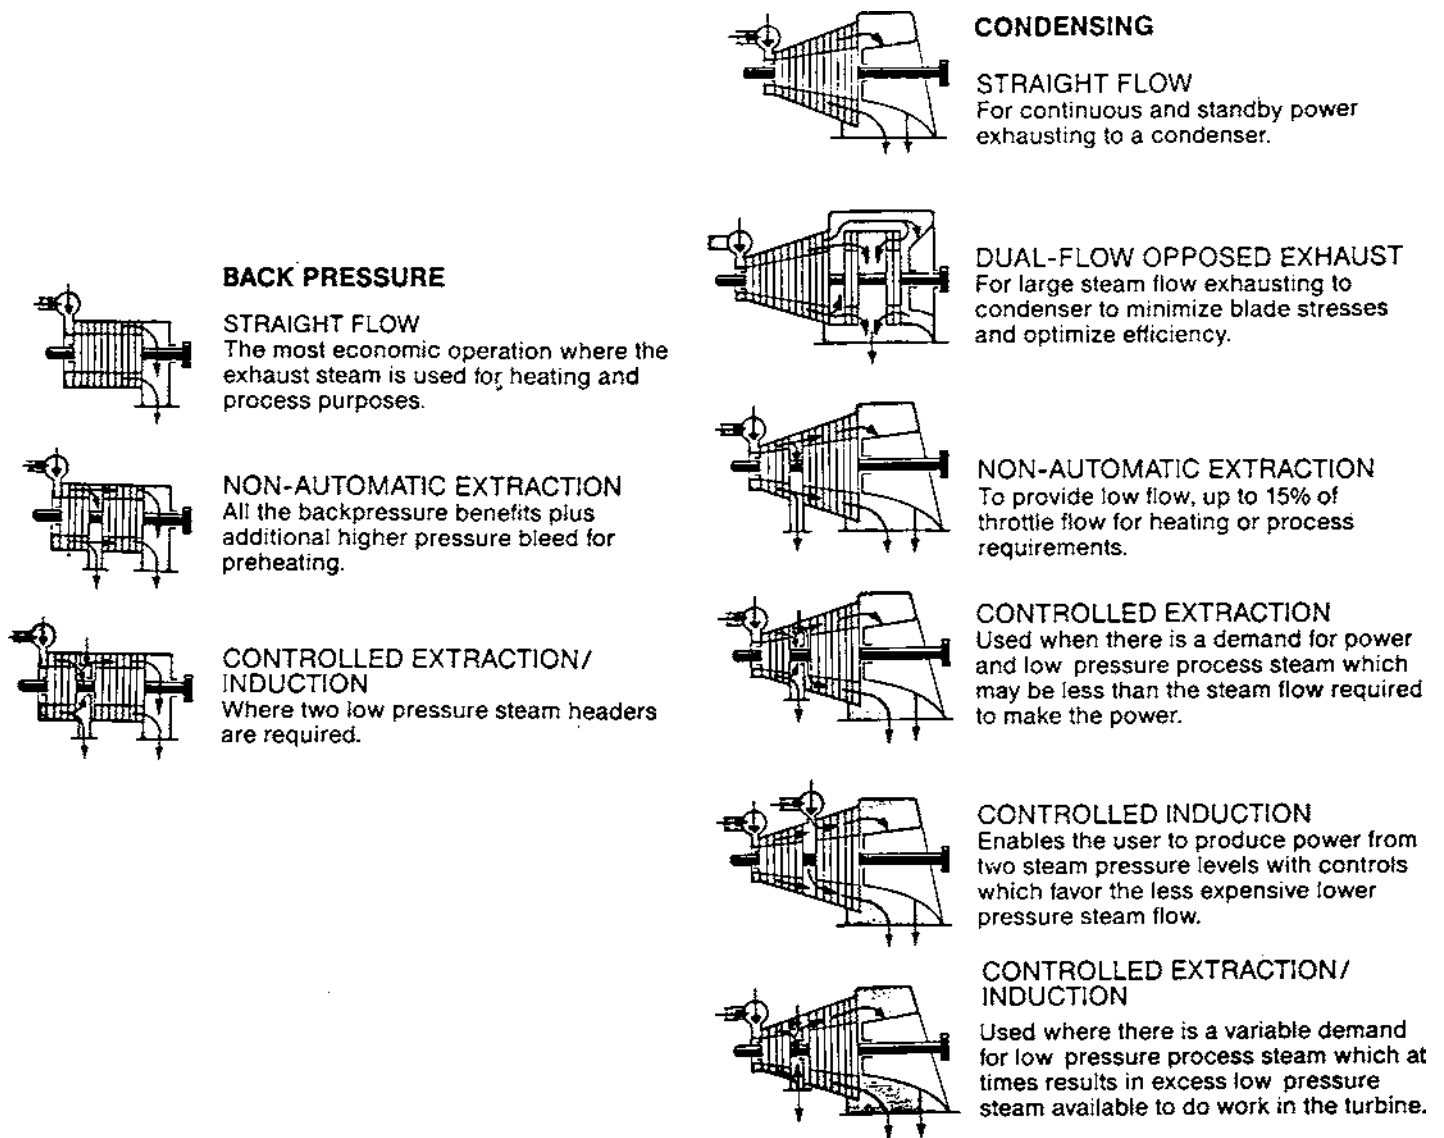 BACK PRESSURE
STRAIGHT FLOW
The most economic operation where the
exhaust steam is used for heating and
process purposes.
NON-AUTOMATIC EXTRACTION
All the backpressure benefits plus
additional higher pressure bleed for
preheating.
CONTROLLED EXTRACTION/
INDUCTION
Where two low pressure steam headers
are required.
CONDENSING
STRAIGHT FLOW
For continuous and standby power
exhausting to a condenser.
DUAL-FLOW OPPOSED EXHAUST
For large steam flow exhausting to
condenser to minimize blade stresses
and optimize efficiency.
NON-AUTOMATIC EXTRACTION
To provide low flow, up to 15% of
throttle flow for heating or process
requirements.
CONTROLLED EXTRACTION
Used when there is a demand for power
and low pressure process steam which
may be less than the steam flow required
to make the power.
CONTROLLED INDUCTION
Enables the user to produce power from
two steam pressure levels with controls
which favor the less expensive lower
pressure steam flow.
CONTROLLED EXTRACTION/
INDUCTION
Used where there is a variable demand
for low pressure process steam which at
times results in excess low pressure
steam available to do work in the turbine.